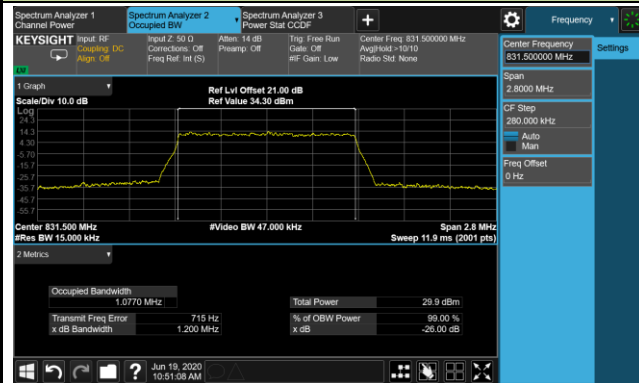 Spectrum Analyzer 1
Channel Power
Spectrum Analyzer 2
Occupied BW
Spectrum Analyzer 3
Power Stat CCDF
Frequency
KEYSIGHT
Input: RF
Coupling: DC
Align: Off
Input Z: 50 Ω
Corrections: Off
Freq Ref: Int (S)
Atten: 14 dB
Preamp: Off
Trig: Free Run
Gate: Off
#IF Gain: Low
Center Freq: 831.500000 MHz
Avg|Hold:>10/10
Radio Std: None
Center Frequency
831.500000 MHz
Settings
Span
2.8000 MHz
CF Step
280.000 kHz
Auto
Man
Freq Offset
0 Hz
1 Graph
Scale/Div 10.0 dB
Ref Lvl Offset 21.00 dB
Ref Value 34.30 dBm
Log
24.3
14.3
4.30
-5.70
-15.7
-25.7
-35.7
-45.7
-55.7
Center 831.500 MHz
#Res BW 15.000 kHz
#Video BW 47.000 kHz
Span 2.8 MHz
Sweep 11.9 ms (2001 pts)
2 Metrics
Occupied Bandwidth
1.0770 MHz
Total Power 29.9 dBm
Transmit Freq Error 715 Hz
% of OBW Power 99.00 %
x dB Bandwidth 1.200 MHz
x dB -26.00 dB
Jun 19, 2020
10:51:08 AM